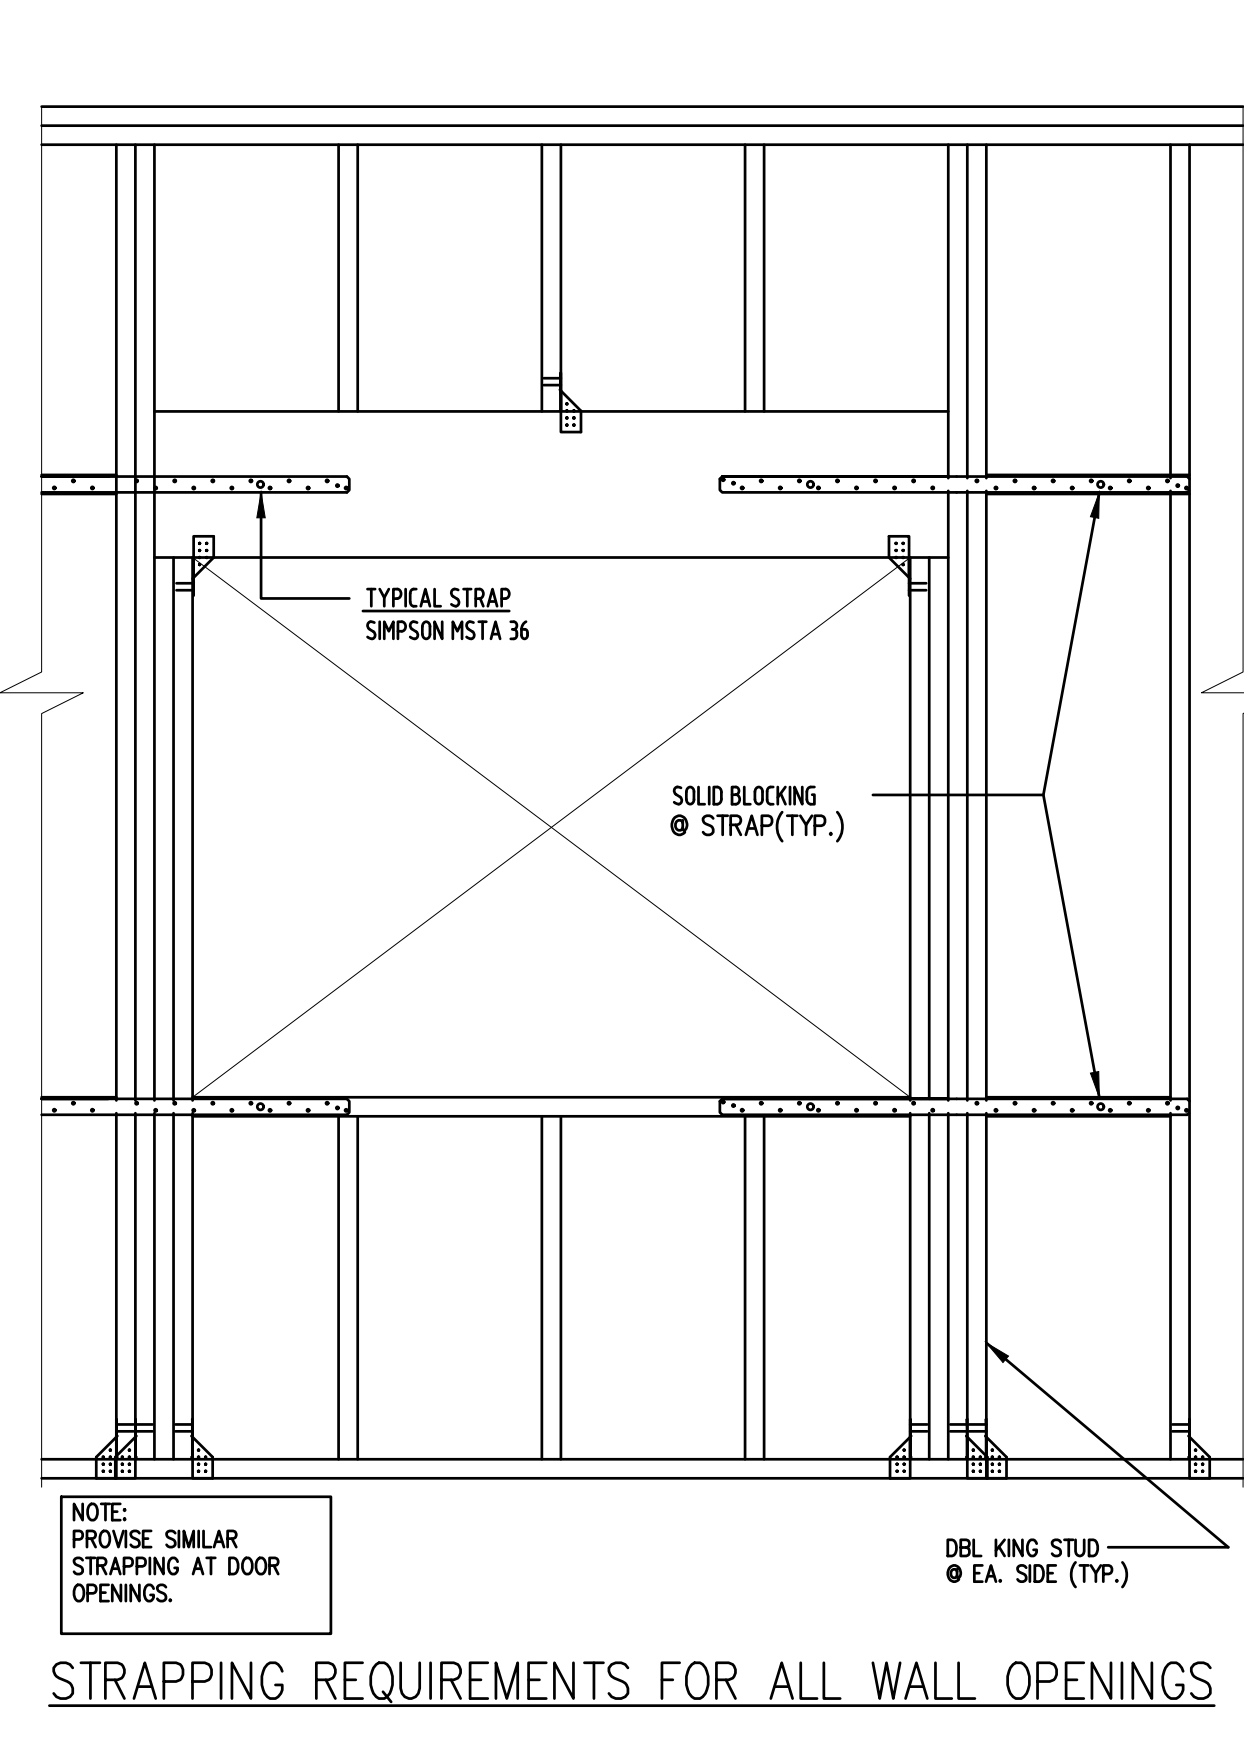 TYPICAL STRAP
SIMPSON MSTA 36
SOLID BLOCKING
@ STRAP(TYP.)
NOTE:
PROVISE SIMILAR
STRAPPING AT DOOR
OPENINGS.
DBL KING STUD
@ EA. SIDE (TYP.)
STRAPPING REQUIREMENTS FOR ALL WALL OPENINGS